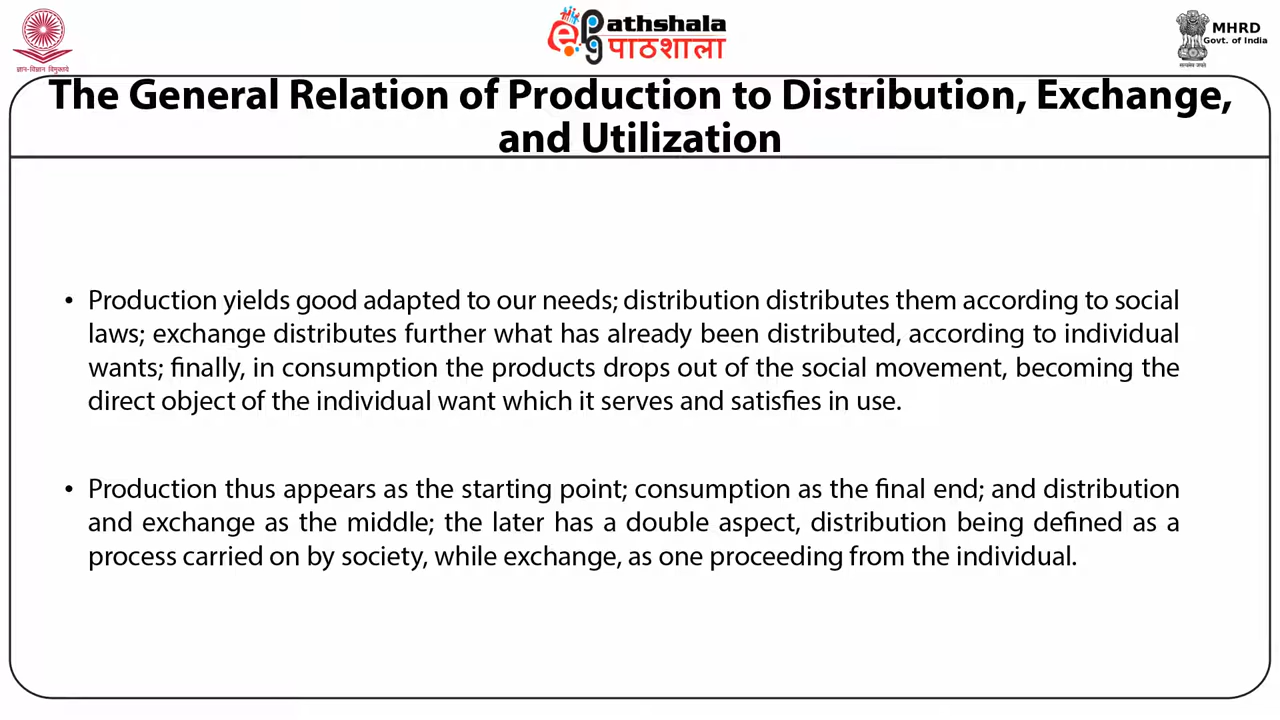 ज्ञान-विज्ञान विमुक्तये
ePathshala
पाठशाला
MHRD
Govt. of India
सत्यमेव जयते
The General Relation of Production to Distribution, Exchange,
and Utilization
• Production yields good adapted to our needs; distribution distributes them according to social
laws; exchange distributes further what has already been distributed, according to individual
wants; finally, in consumption the products drops out of the social movement, becoming the
direct object of the individual want which it serves and satisfies in use.
• Production thus appears as the starting point; consumption as the final end; and distribution
and exchange as the middle; the later has a double aspect, distribution being defined as a
process carried on by society, while exchange, as one proceeding from the individual.